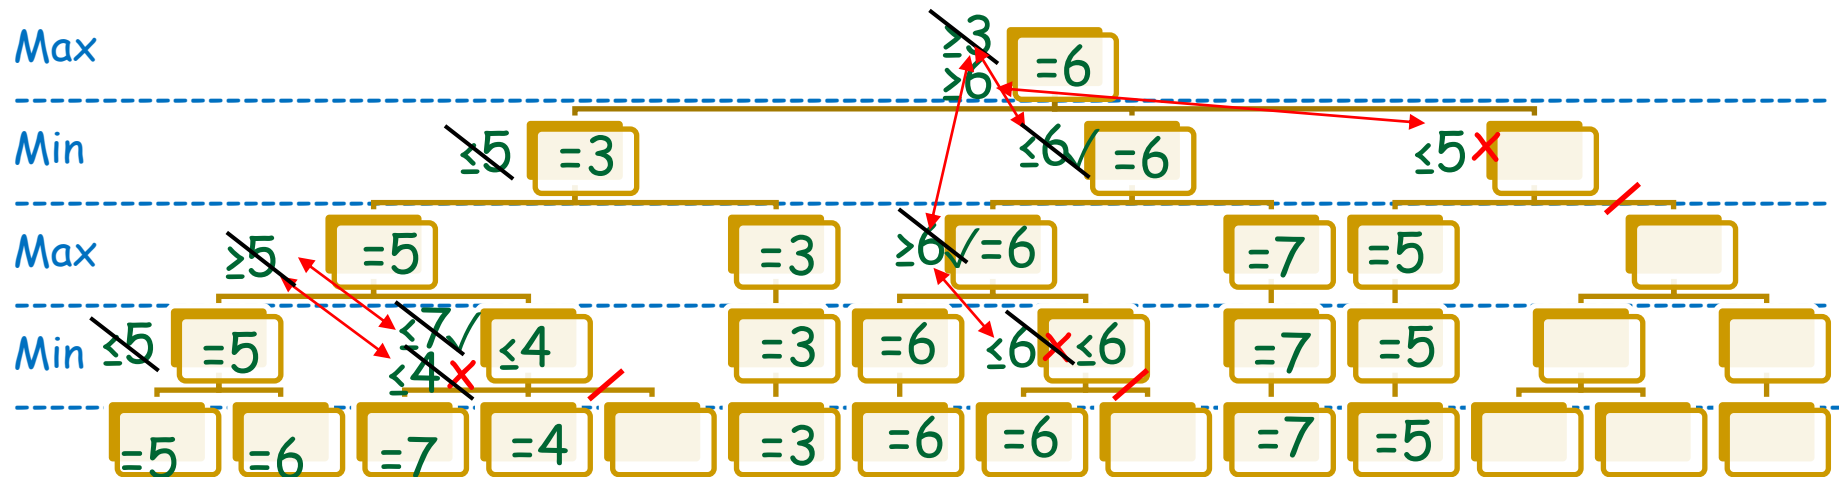 Max ≥3 ≥6 =6
Min ≤5 =3 ≤6 ✓ =6 ≤5 ✗
Max ≥5 =5 =3 ≥6 ✓ =6 =7 =5
Min ≤5 =5 ≤7 ✓ ≤4 ✗ ≤4 =3 =6 ≤6 ✗ ≤6 =7 =5
=5 =6 =7 =4 =3 =6 =6 =7 =5